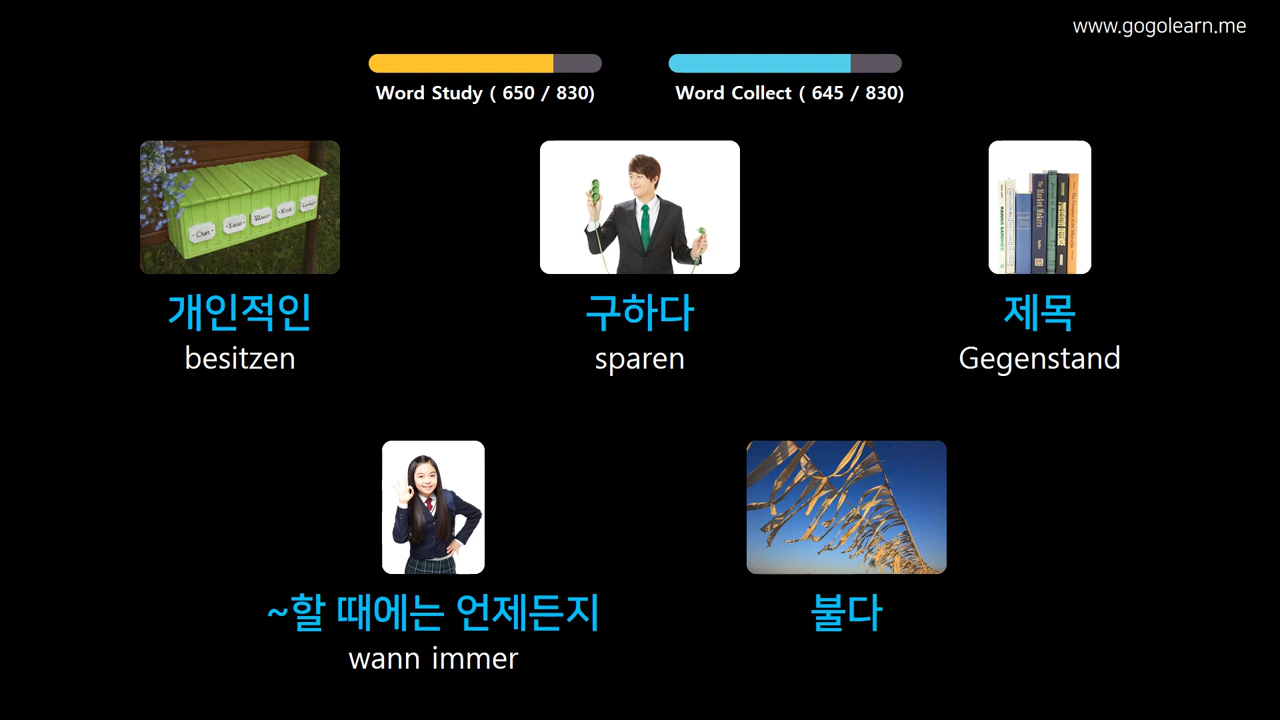 www.gogolearn.me
Word Study ( 650 / 830)
Word Collect ( 645 / 830)
개인적인
besitzen
구하다
sparen
제목
Gegenstand
~할 때에는 언제든지
wann immer
불다